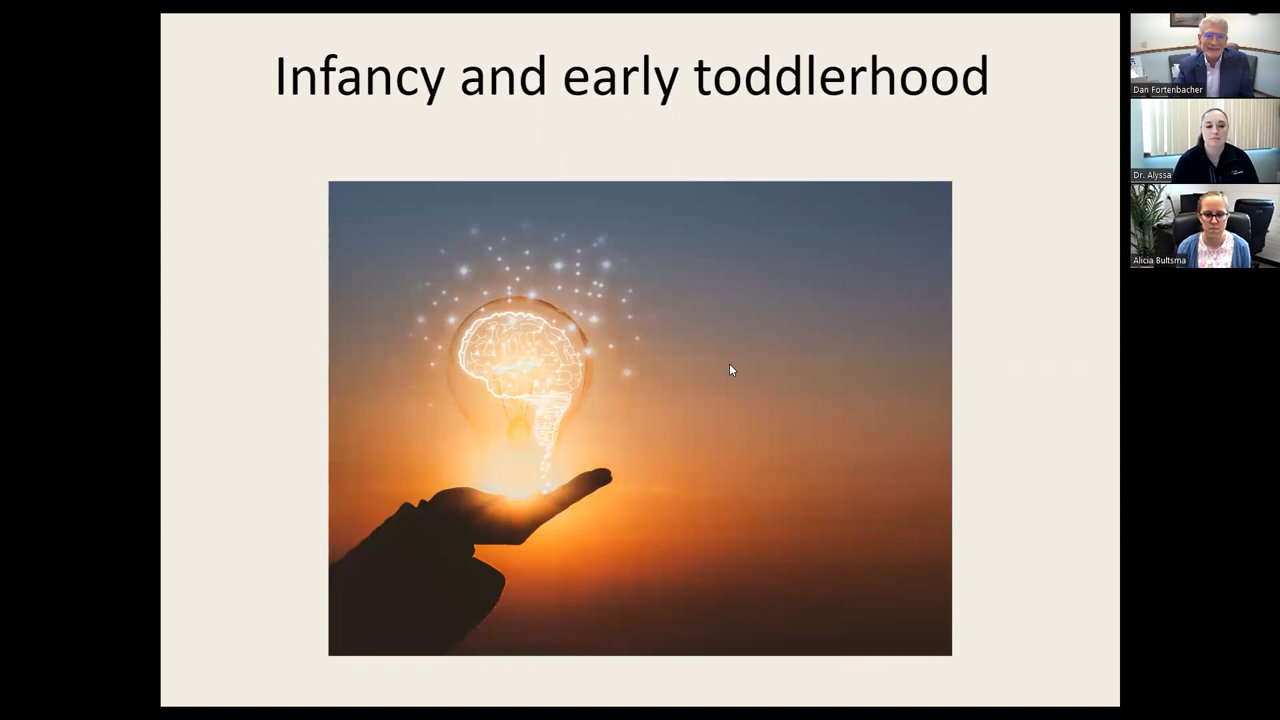 Infancy and early toddlerhood
Dan Fortenbacher
Dr. Alyssa
Alicia Bultsma